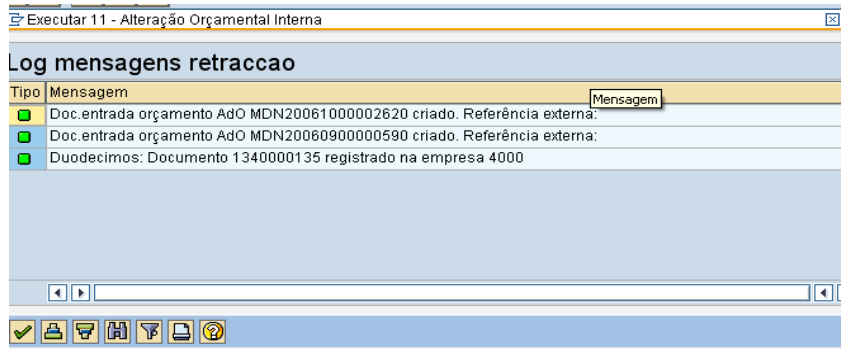 Executar 11 - Alteração Orçamental Interna
Log mensagens retraccao
Tipo Mensagem
Mensagem
Doc.entrada orçamento AdO MDN20061000002620 criado. Referência externa:
Doc.entrada orçamento AdO MDN20060900000590 criado. Referência externa:
Duodecimos: Documento 1340000135 registrado na empresa 4000